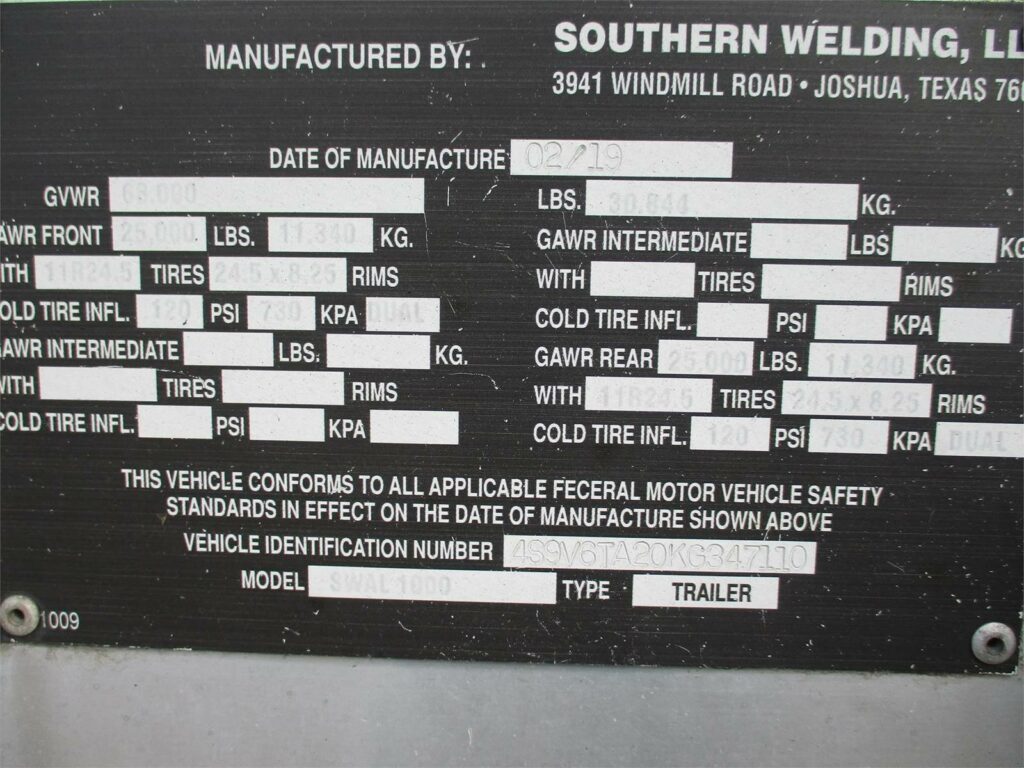 MANUFACTURED BY:
SOUTHERN WELDING, LL
3941 WINDMILL ROAD • JOSHUA, TEXAS 760
DATE OF MANUFACTURE 02/19
GVWR 68,000 LBS. 30,844 KG.
AWR FRONT 25,000 LBS. 11,340 KG. GAWR INTERMEDIATE LBS KG
ITH 11R24.5 TIRES 24.5 x 8.25 RIMS WITH TIRES RIMS
OLD TIRE INFL. 120 PSI 730 KPA DUAL COLD TIRE INFL. PSI KPA
AWR INTERMEDIATE LBS. KG. GAWR REAR 25,000 LBS. 11,340 KG.
WITH TIRES RIMS WITH 11R24.5 TIRES 24.5 x 8.25 RIMS
COLD TIRE INFL. PSI KPA COLD TIRE INFL. 120 PSI 730 KPA DUAL
THIS VEHICLE CONFORMS TO ALL APPLICABLE FECERAL MOTOR VEHICLE SAFETY
STANDARDS IN EFFECT ON THE DATE OF MANUFACTURE SHOWN ABOVE
VEHICLE IDENTIFICATION NUMBER 4S9V6TA20KG347110
MODEL SWAL 1000 TYPE TRAILER
1009